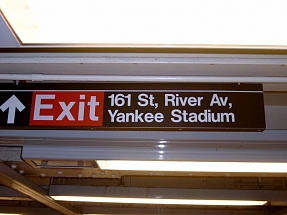 Exit
161 St, River Av,
Yankee Stadium